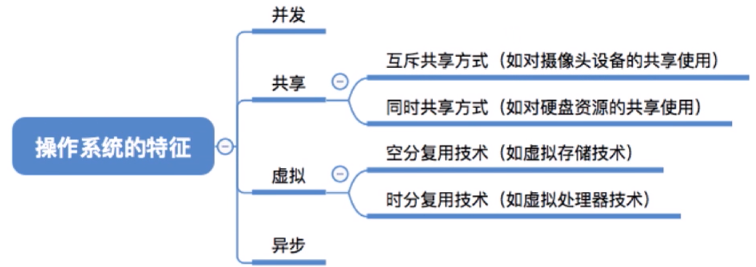 操作系统的特征
并发
共享
互斥共享方式（如对摄像头设备的共享使用）
同时共享方式（如对硬盘资源的共享使用）
虚拟
空分复用技术（如虚拟存储技术）
时分复用技术（如虚拟处理器技术）
异步